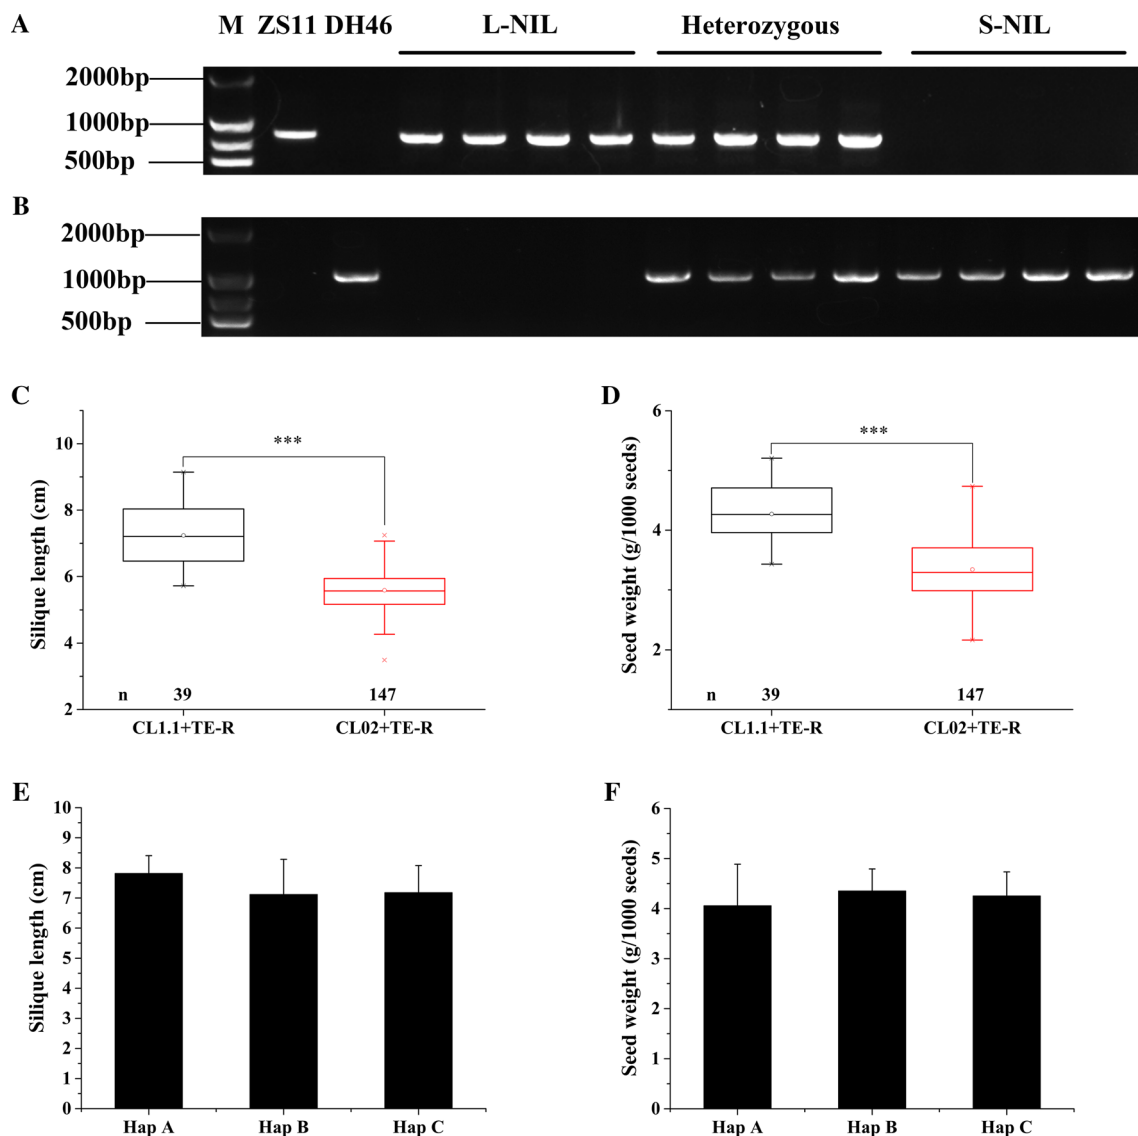 A M ZS11 DH46 L-NIL Heterozygous S-NIL
2000bp
1000bp
500bp
B
2000bp
1000bp
500bp
C
Silique length (cm)
10
8
6
4
2
***
n 39 147
CL1.1+TE-R CL02+TE-R
D
Seed weight (g/1000 seeds)
6
4
2
***
n 39 147
CL1.1+TE-R CL02+TE-R
E
Silique length (cm)
10
9
8
7
6
5
4
3
2
1
0
Hap A Hap B Hap C
F
Seed weight (g/1000 seeds)
6
5
4
3
2
1
0
Hap A Hap B Hap C